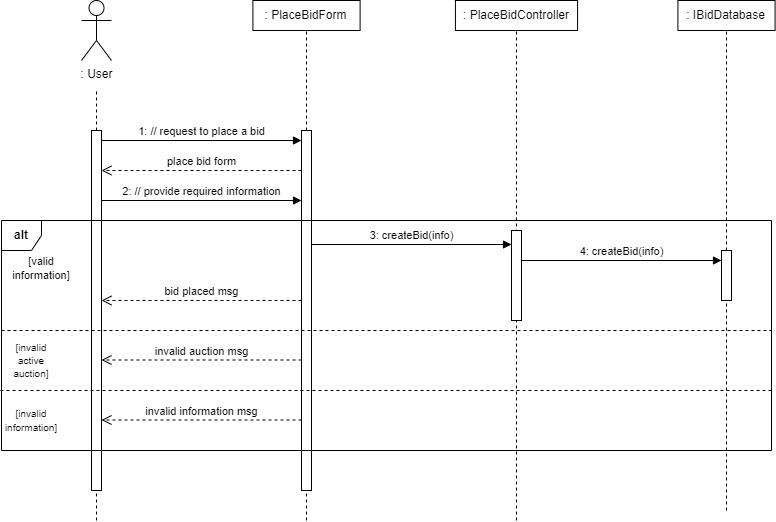 : PlaceBidForm
: PlaceBidController
: IBidDatabase
: User
1: // request to place a bid
place bid form
2: // provide required information
alt
3: createBid(info)
4: createBid(info)
[valid
information]
bid placed msg
[invalid
active
auction]
invalid auction msg
[invalid
information]
invalid information msg